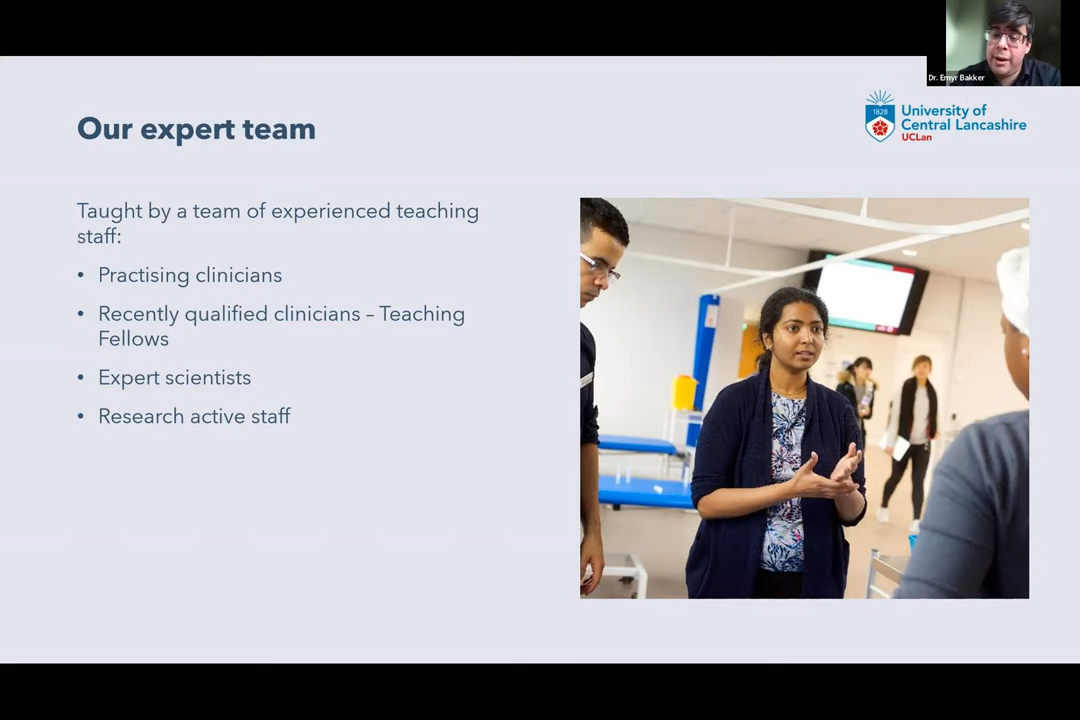 Dr. Emyr Bakker
Our expert team
1828
University of
Central Lancashire
UCLan
Taught by a team of experienced teaching
staff:
• Practising clinicians
• Recently qualified clinicians – Teaching
Fellows
• Expert scientists
• Research active staff